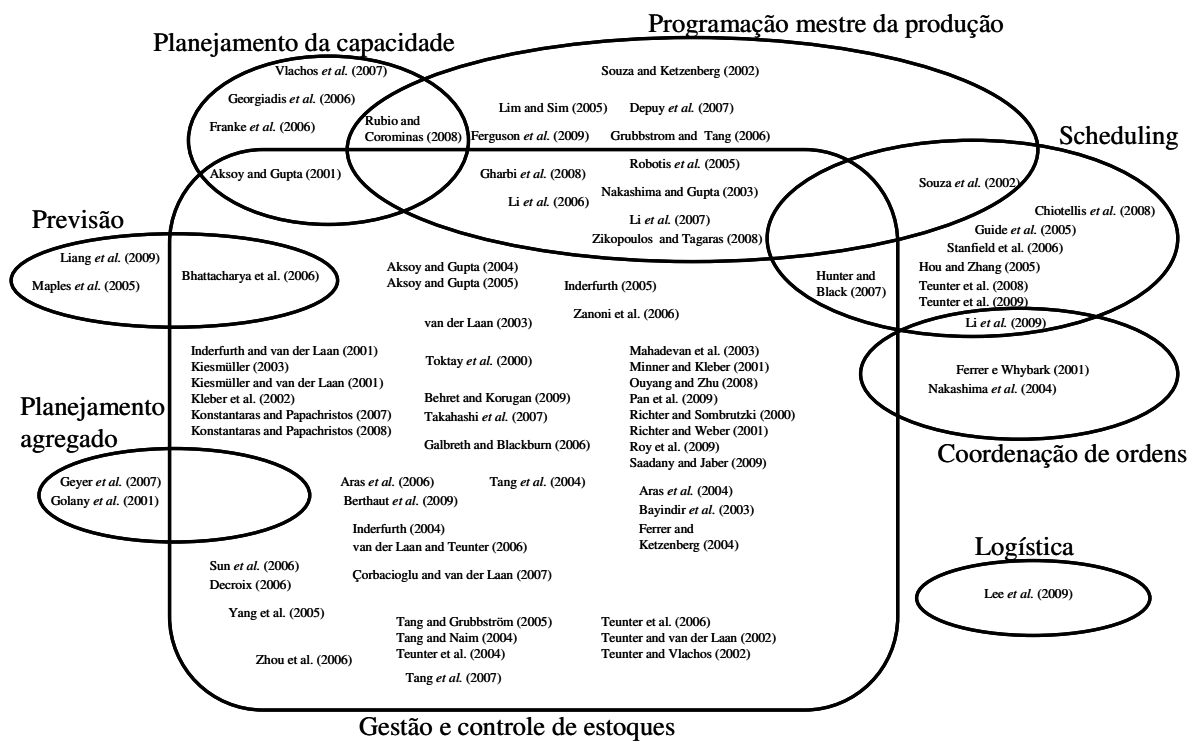 Programação mestre da produção
Planejamento da capacidade
Vlachos et al. (2007)
Souza and Ketzenberg (2002)
Georgiadis et al. (2006)
Lim and Sim (2005)
Depuy et al. (2007)
Franke et al. (2006)
Rubio and
Corominas (2008)
Ferguson et al. (2009)
Grubbstrom and Tang (2006)
Scheduling
Aksoy and Gupta (2001)
Gharbi et al. (2008)
Robotis et al. (2005)
Li et al. (2006)
Nakashima and Gupta (2003)
Li et al. (2007)
Zikopoulos and Tagaras (2008)
Souza et al. (2002)
Chiotellis et al. (2008)
Guide et al. (2005)
Stanfield et al. (2006)
Hou and Zhang (2005)
Teunter et al. (2008)
Teunter et al. (2009)
Li et al. (2009)
Hunter and
Black (2007)
Previsão
Liang et al. (2009)
Maples et al. (2005)
Bhattacharya et al. (2006)
Aksoy and Gupta (2004)
Aksoy and Gupta (2005)
Inderfurth (2005)
Zanoni et al. (2006)
van der Laan (2003)
Ferrer e Whybark (2001)
Nakashima et al. (2004)
Coordenação de ordens
Inderfurth and van der Laan (2001)
Kiesmüller (2003)
Kiesmüller and van der Laan (2001)
Kleber et al. (2002)
Konstantaras and Papachristos (2007)
Konstantaras and Papachristos (2008)
Toktay et al. (2000)
Behret and Korugan (2009)
Takahashi et al. (2007)
Galbreth and Blackburn (2006)
Mahadevan et al. (2003)
Minner and Kleber (2001)
Ouyang and Zhu (2008)
Pan et al. (2009)
Richter and Sombrutzki (2000)
Richter and Weber (2001)
Roy et al. (2009)
Saadany and Jaber (2009)
Planejamento
agregado
Geyer et al. (2007)
Golany et al. (2001)
Aras et al. (2006)
Berthaut et al. (2009)
Tang et al. (2004)
Aras et al. (2004)
Bayindir et al. (2003)
Ferrer and
Ketzenberg (2004)
Inderfurth (2004)
van der Laan and Teunter (2006)
Çorbacioglu and van der Laan (2007)
Sun et al. (2006)
Decroix (2006)
Yang et al. (2005)
Zhou et al. (2006)
Logística
Lee et al. (2009)
Tang and Grubbström (2005)
Tang and Naim (2004)
Teunter et al. (2004)
Tang et al. (2007)
Teunter et al. (2006)
Teunter and van der Laan (2002)
Teunter and Vlachos (2002)
Gestão e controle de estoques